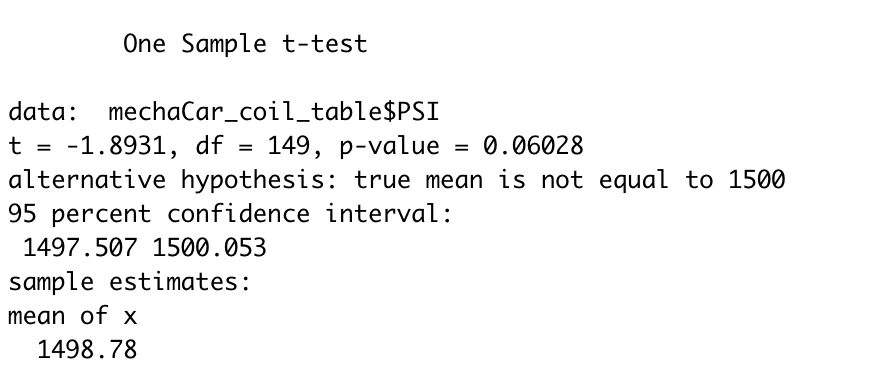 One Sample t-test
data:  mechaCar_coil_table$PSI
t = -1.8931, df = 149, p-value = 0.06028
alternative hypothesis: true mean is not equal to 1500
95 percent confidence interval:
1497.507 1500.053
sample estimates:
mean of x
1498.78